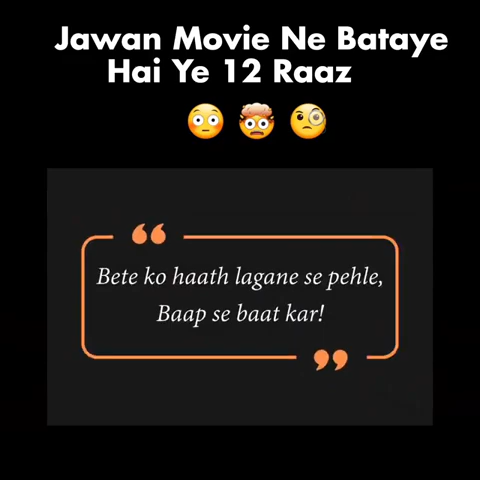 Jawan Movie Ne Bataye
Hai Ye 12 Raaz
😳 🤯 🧐
“
Bete ko haath lagane se pehle,
Baap se baat kar!
”